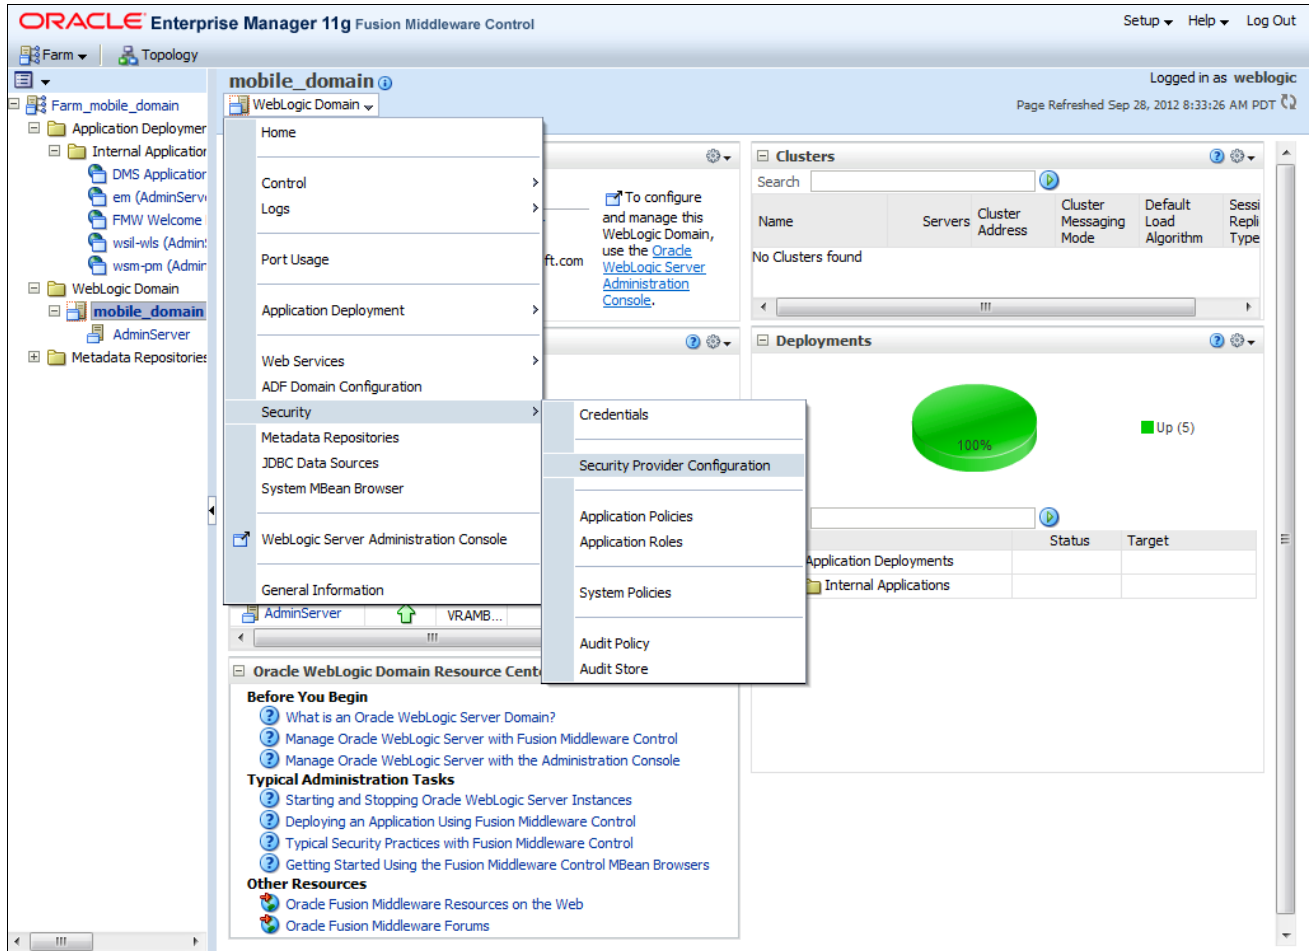 ORACLE Enterprise Manager 11g Fusion Middleware Control
Setup Help Log Out
Farm Topology
mobile_domain
Logged in as weblogic
WebLogic Domain
Page Refreshed Sep 28, 2012 8:33:26 AM PDT
Farm_mobile_domain
Application Deploymen
Internal Application
DMS Application
em (AdminServe
FMW Welcome
wsil-wls (AdminS
wsm-pm (Admin
WebLogic Domain
mobile_domain
AdminServer
Metadata Repositories
Home
Control
Logs
Port Usage
Application Deployment
Web Services
ADF Domain Configuration
Security
Metadata Repositories
JDBC Data Sources
System MBean Browser
WebLogic Server Administration Console
General Information
Credentials
Security Provider Configuration
Application Policies
Application Roles
System Policies
Audit Policy
Audit Store
To configure
and manage this
WebLogic Domain,
use the Oracle
WebLogic Server
Administration
Console.
ft.com
Clusters
Search
Name
Servers
Cluster
Address
Cluster
Messaging
Mode
Default
Load
Algorithm
Sessi
Repli
Type
No Clusters found
Deployments
100%
Up (5)
Status
Target
Application Deployments
Internal Applications
AdminServer
VRAMB...
Oracle WebLogic Domain Resource Cente
Before You Begin
What is an Oracle WebLogic Server Domain?
Manage Oracle WebLogic Server with Fusion Middleware Control
Manage Oracle WebLogic Server with the Administration Console
Typical Administration Tasks
Starting and Stopping Oracle WebLogic Server Instances
Deploying an Application Using Fusion Middleware Control
Typical Security Practices with Fusion Middleware Control
Getting Started Using the Fusion Middleware Control MBean Browsers
Other Resources
Oracle Fusion Middleware Resources on the Web
Oracle Fusion Middleware Forums